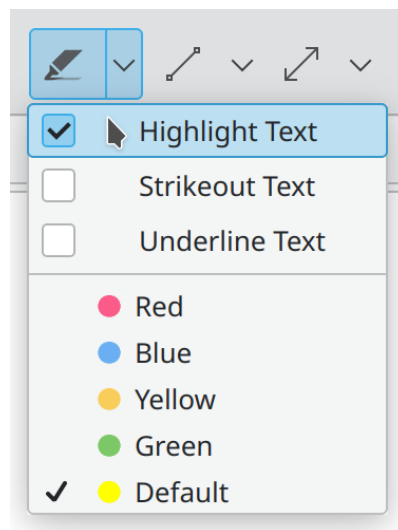 Highlight Text
Strikeout Text
Underline Text
Red
Blue
Yellow
Green
Default